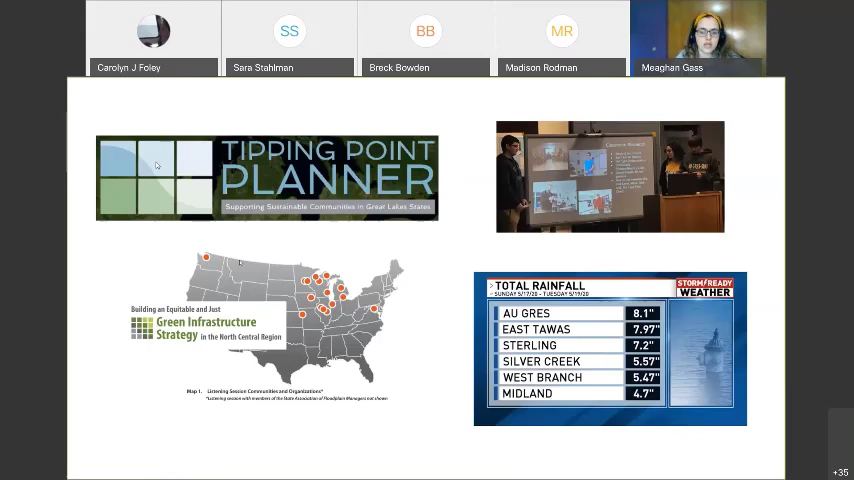 SS
BB
MR
Carolyn J Foley
Sara Stahlman
Breck Bowden
Madison Rodman
Meaghan Gass
TIPPING POINT
PLANNER
Supporting Sustainable Communities in Great Lakes States
Building an Equitable and Just
Green Infrastructure
Strategy in the North Central Region
Map 1. Listening Session Communities and Organizations*
*Listening session with members of the State Association of Floodplain Managers not shown
TOTAL RAINFALL
SUNDAY 5/17/20 - TUESDAY 5/19/20
STORM READY
WEATHER
AU GRES 8.1"
EAST TAWAS 7.97"
STERLING 7.2"
SILVER CREEK 5.57"
WEST BRANCH 5.47"
MIDLAND 4.7"
+35